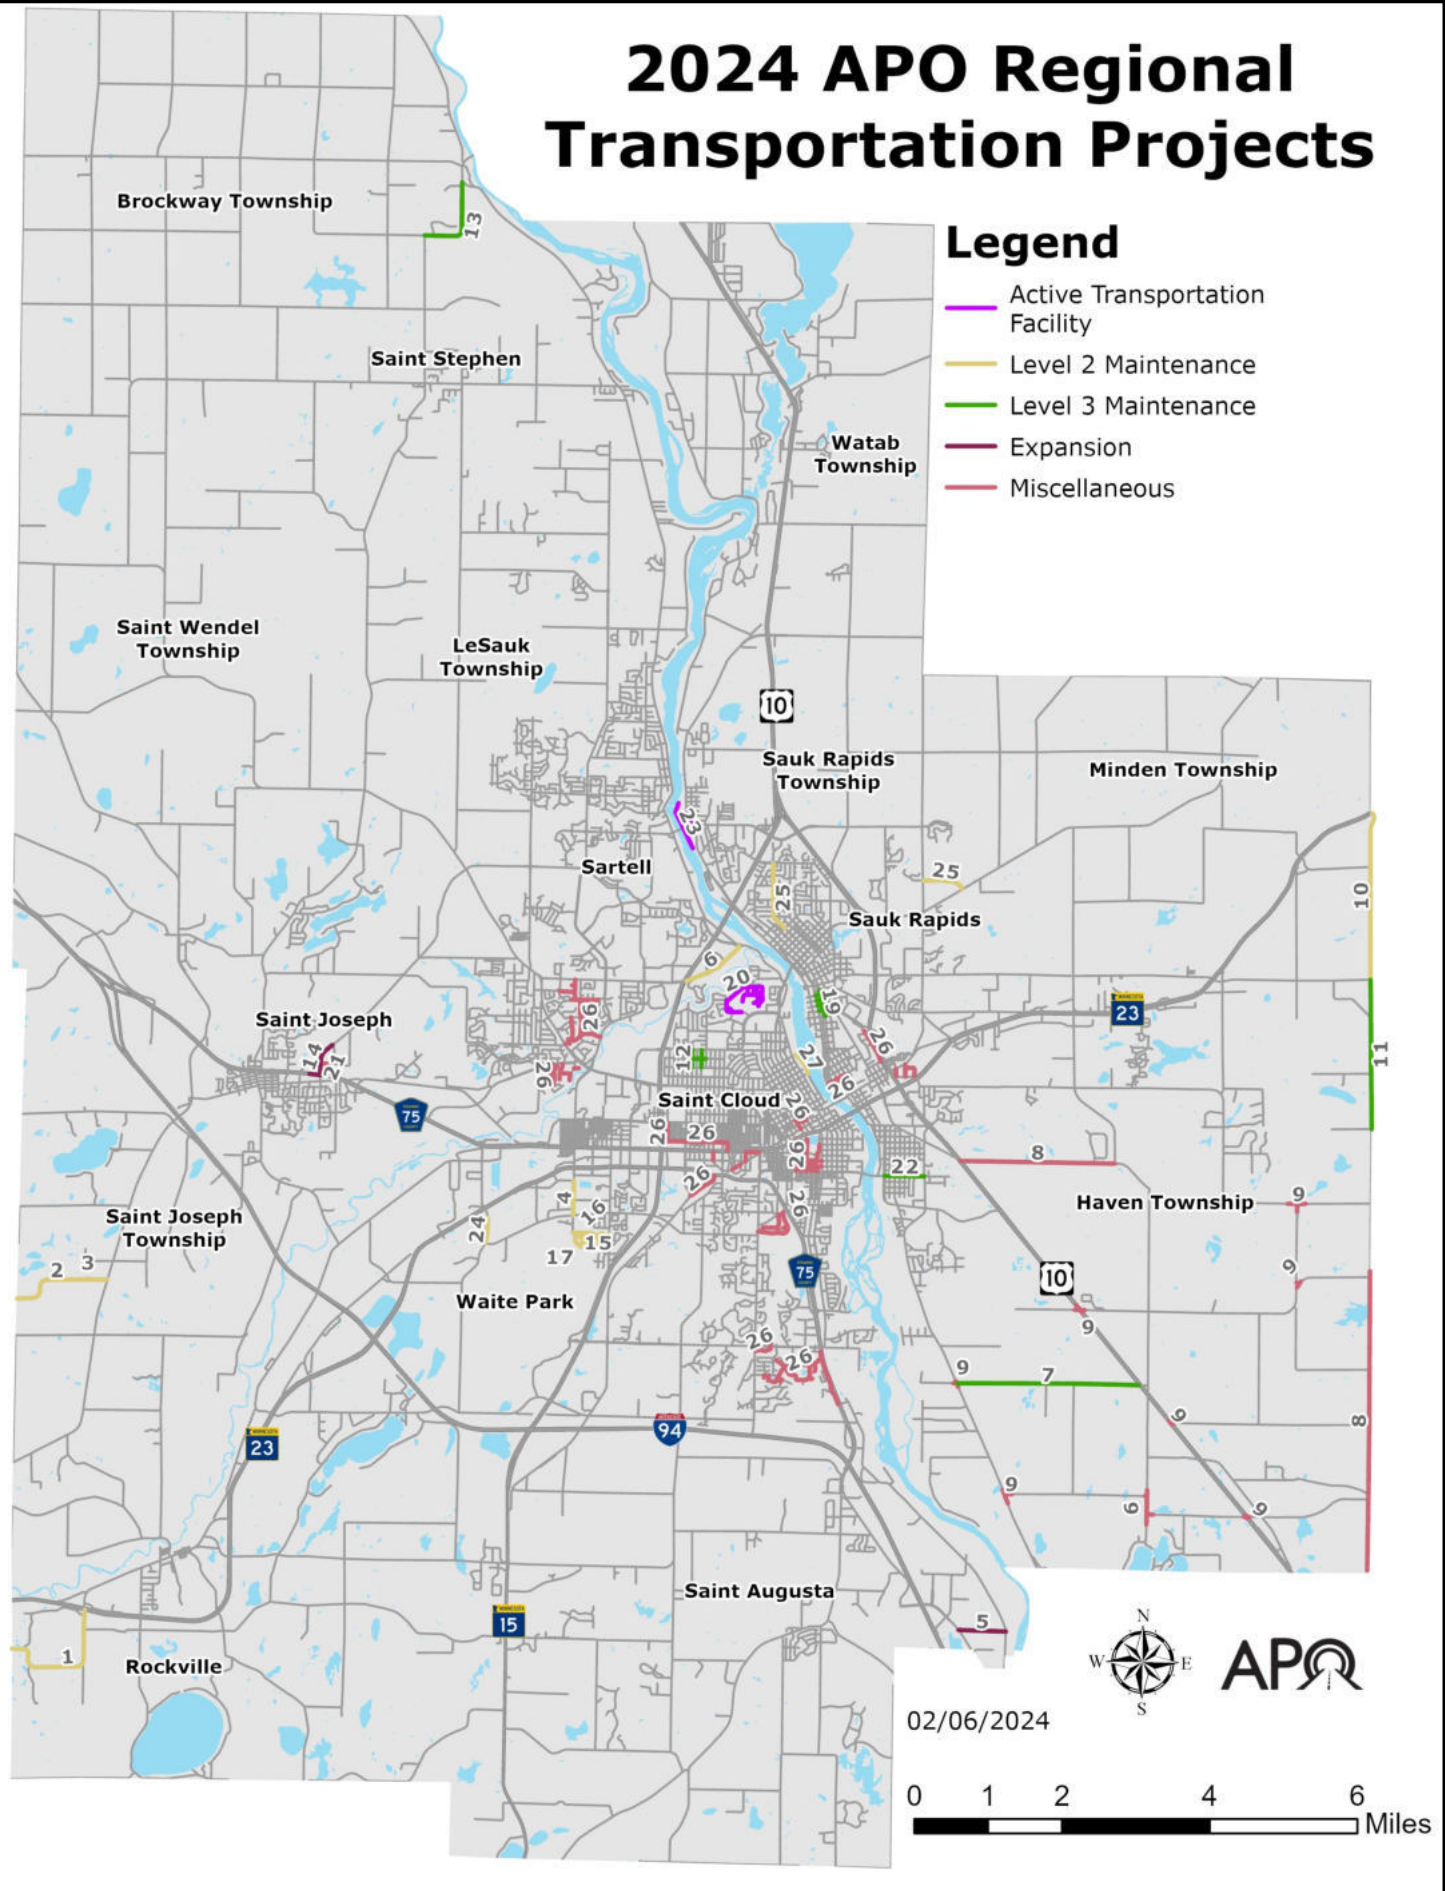 2024 APO Regional
Transportation Projects
Legend
Active Transportation
Facility
Level 2 Maintenance
Level 3 Maintenance
Expansion
Miscellaneous
Brockway Township
13
Saint Stephen
Watab
Township
Saint Wendel
Township
LeSauk
Township
10
Sauk Rapids
Township
Minden Township
23
Sartell
25
25
10
Sauk Rapids
6
20
19
MINNESOTA
23
Saint Joseph
26
26
14
21
12
27
11
26
75
Saint Cloud
26
26
26
26
8
26
22
26
4
16
26
9
Haven Township
Saint Joseph
Township
24
15
17
2
3
75
10
9
Waite Park
9
26
26
9
7
8
9
MINNESOTA
23
94
9
9
9
Saint Augusta
MINNESOTA
15
5
1
Rockville
N
W
E
S
APO
02/06/2024
0 1 2 4 6
Miles